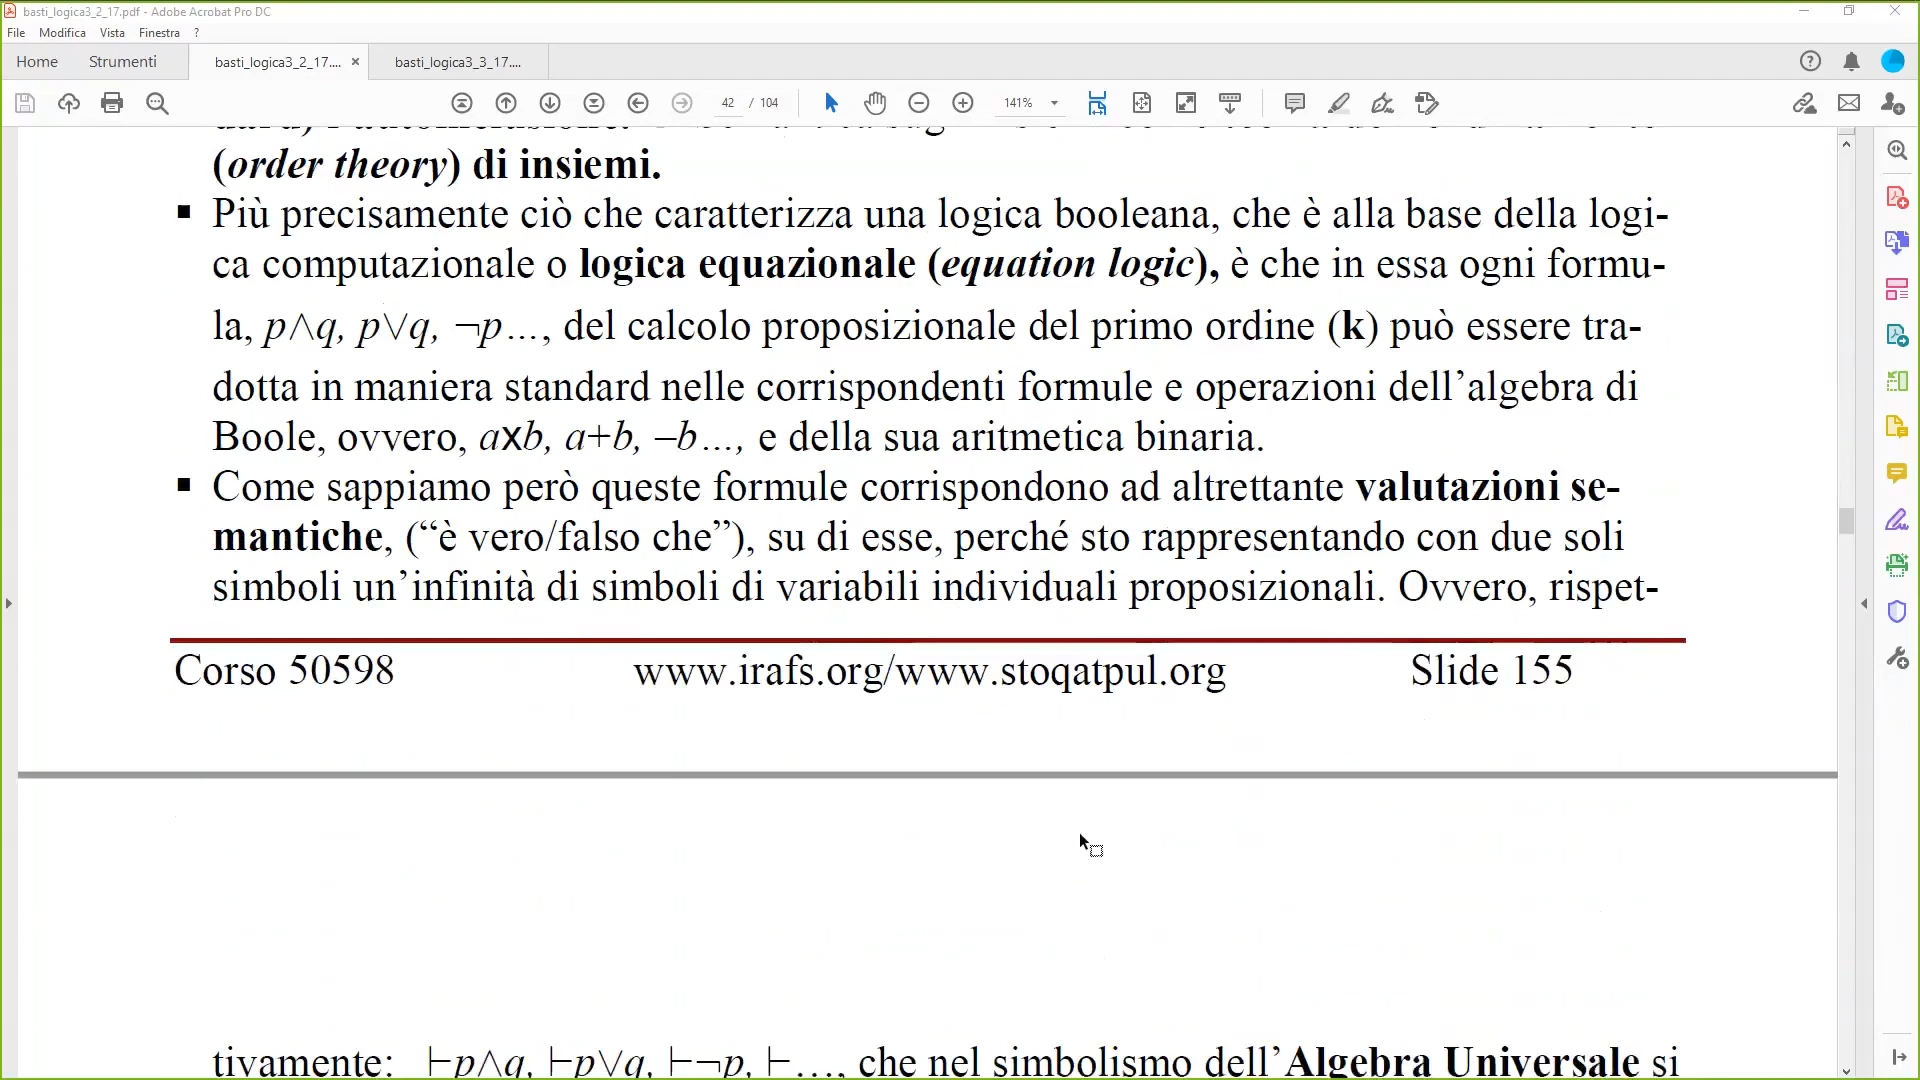 basti_logica3_2_17.pdf - Adobe Acrobat Pro DC
File Modifica Vista Finestra ?
Home Strumenti basti_logica3_2_17.... × basti_logica3_3_17....
42 / 104 141%
(order theory) di insiemi.
▪ Più precisamente ciò che caratterizza una logica booleana, che è alla base della logi-
ca computazionale o logica equazionale (equation logic), è che in essa ogni formu-
la, p∧q, p∨q, ¬p…, del calcolo proposizionale del primo ordine (k) può essere tra-
dotta in maniera standard nelle corrispondenti formule e operazioni dell’algebra di
Boole, ovvero, a×b, a+b, –b…, e della sua aritmetica binaria.
▪ Come sappiamo però queste formule corrispondono ad altrettante valutazioni se-
mantiche, (“è vero/falso che”), su di esse, perché sto rappresentando con due soli
simboli un’infinità di simboli di variabili individuali proposizionali. Ovvero, rispet-
Corso 50598 www.irafs.org/www.stoqatpul.org Slide 155
tivamente: ⊢p∧q, ⊢p∨q, ⊢¬p, ⊢…, che nel simbolismo dell’Algebra Universale si